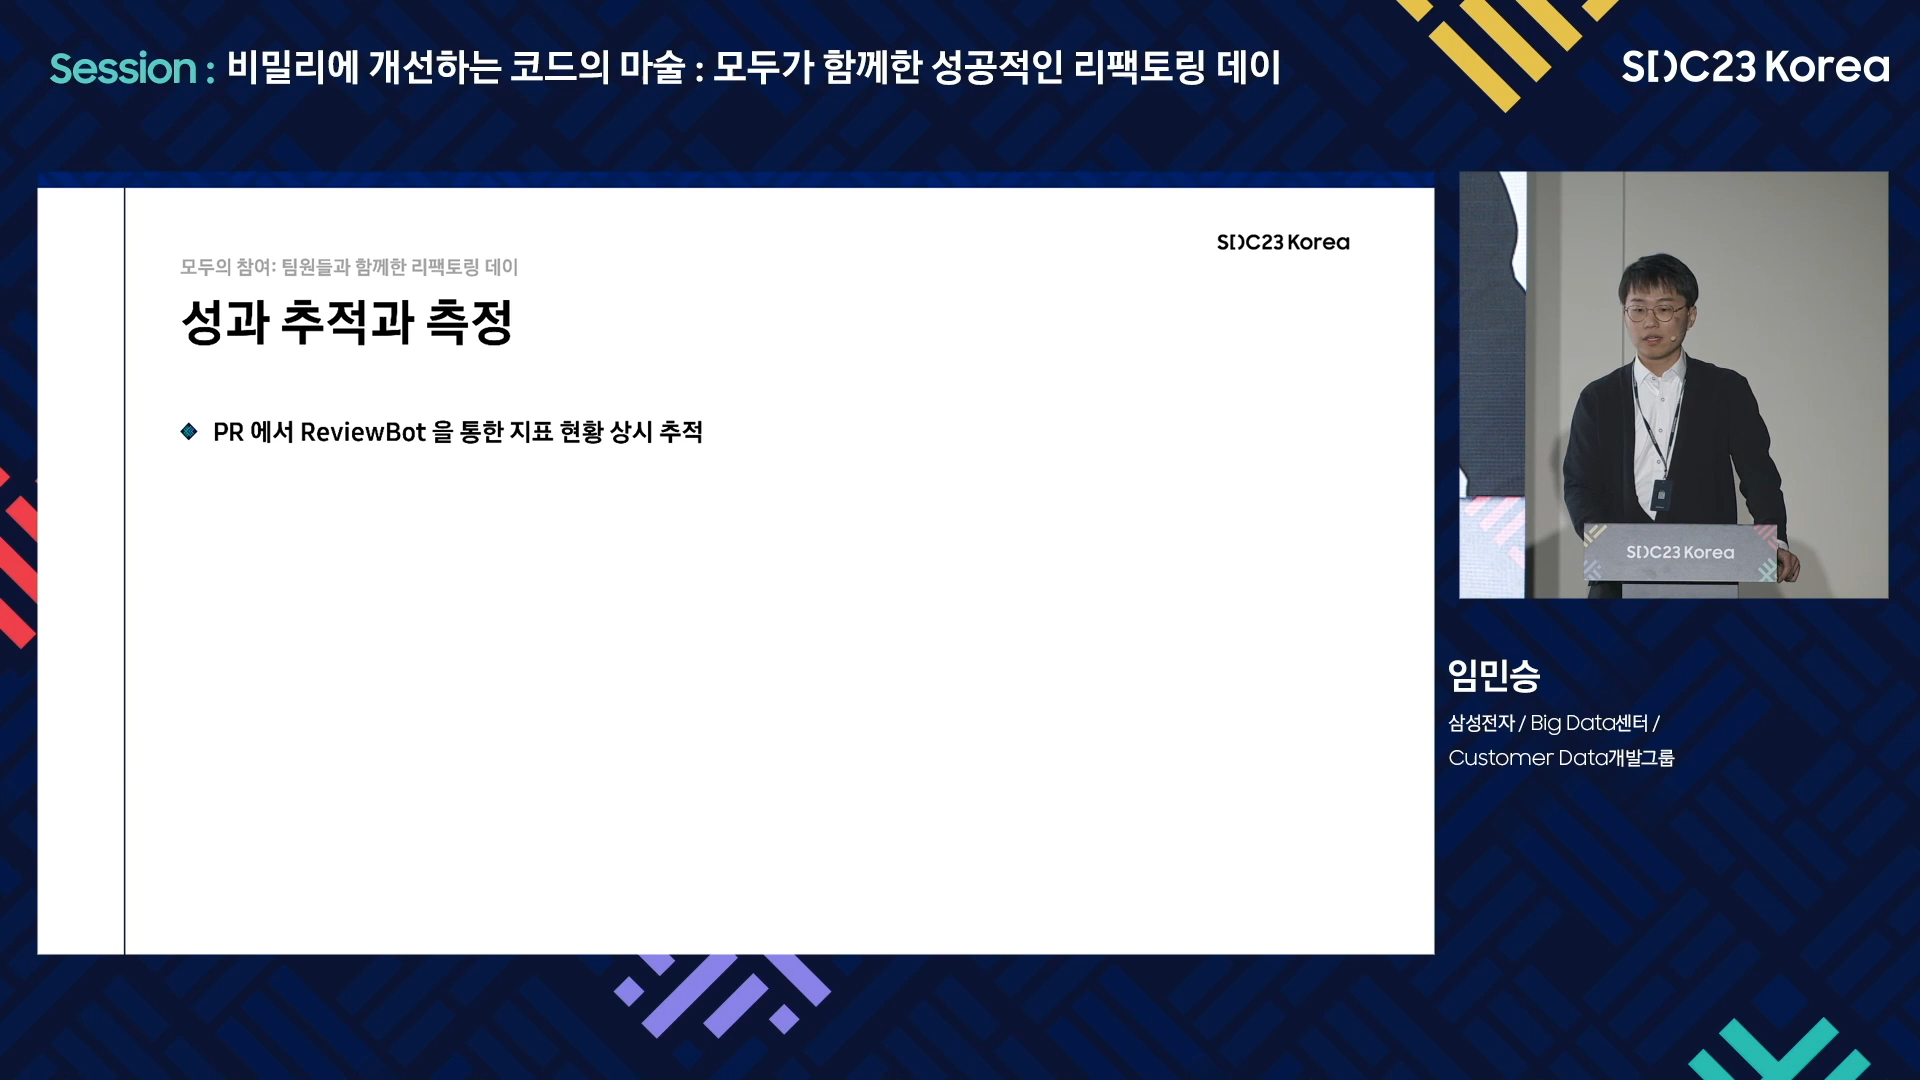 Session : 비밀리에 개선하는 코드의 마술 : 모두가 함께한 성공적인 리팩토링 데이
SDC23 Korea
SDC23 Korea
모두의 참여: 팀원들과 함께한 리팩토링 데이
성과 추적과 측정
PR 에서 ReviewBot 을 통한 지표 현황 상시 추적
SDC23 Korea
임민승
삼성전자 / Big Data센터 /
Customer Data개발그룹